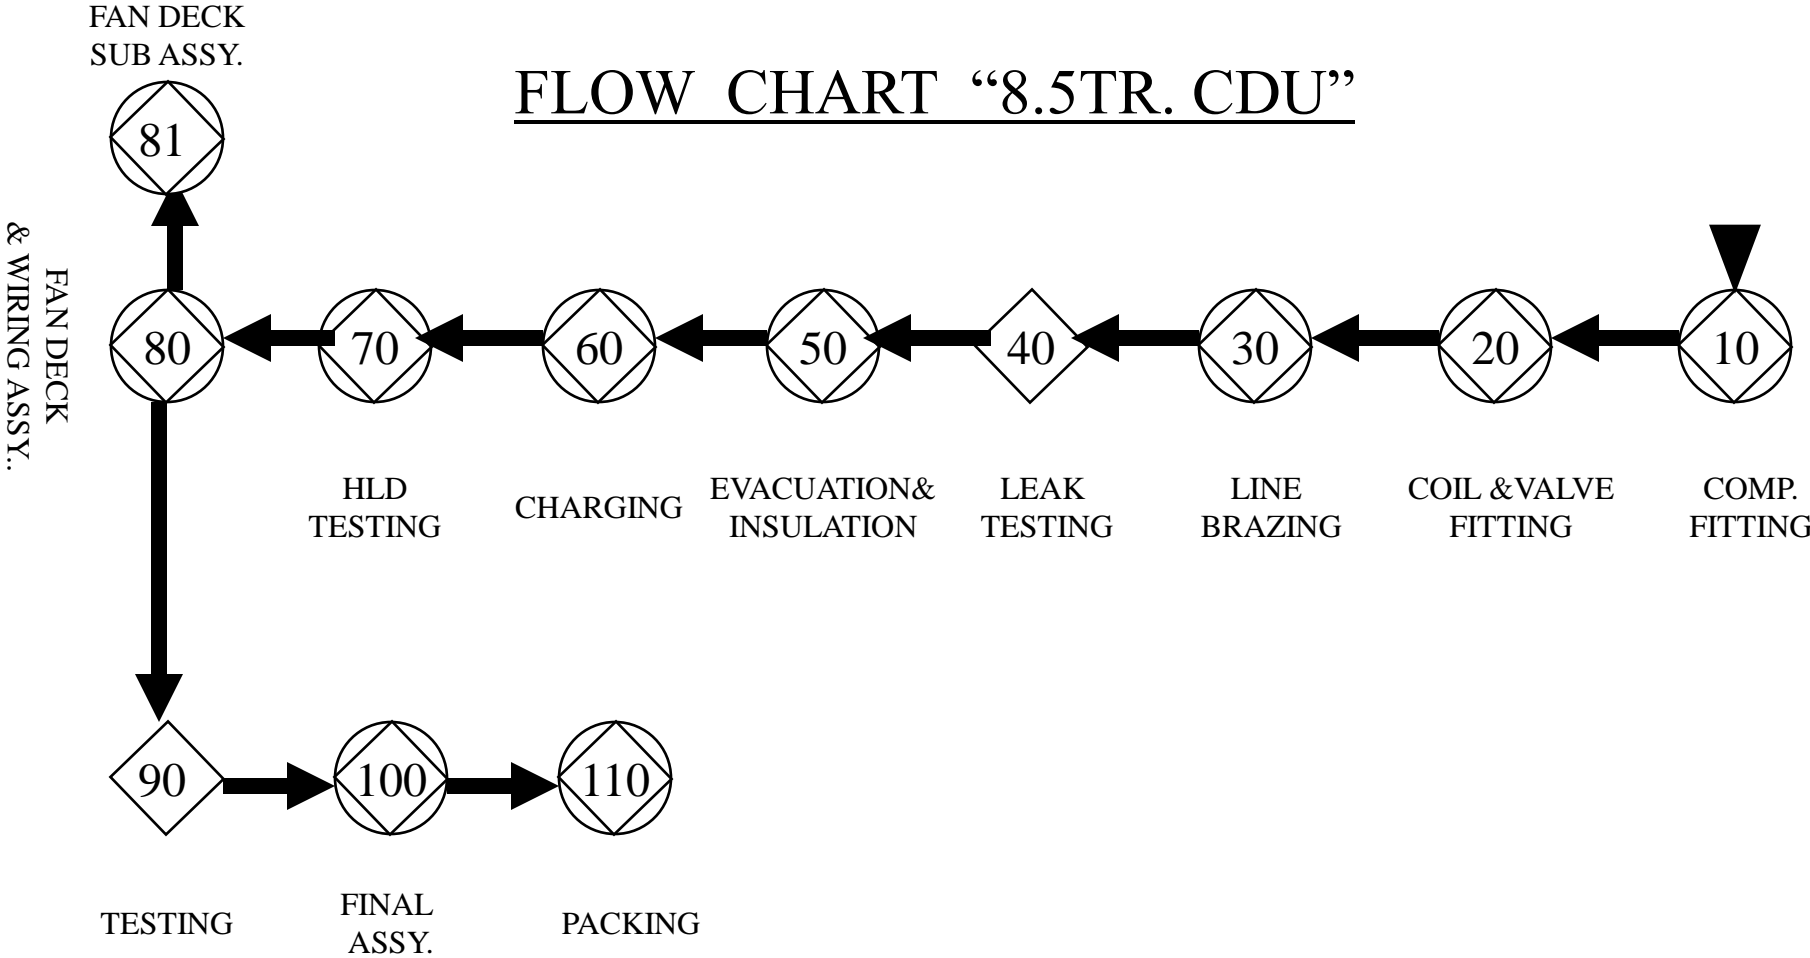 FAN DECK
SUB ASSY.
FLOW CHART “8.5TR. CDU”
81
FAN DECK
& WIRING ASSY..
80
70
60
50
40
30
20
10
HLD
TESTING
CHARGING
EVACUATION&
INSULATION
LEAK
TESTING
LINE
BRAZING
COIL &VALVE
FITTING
COMP.
FITTING
90
100
110
TESTING
FINAL
ASSY.
PACKING